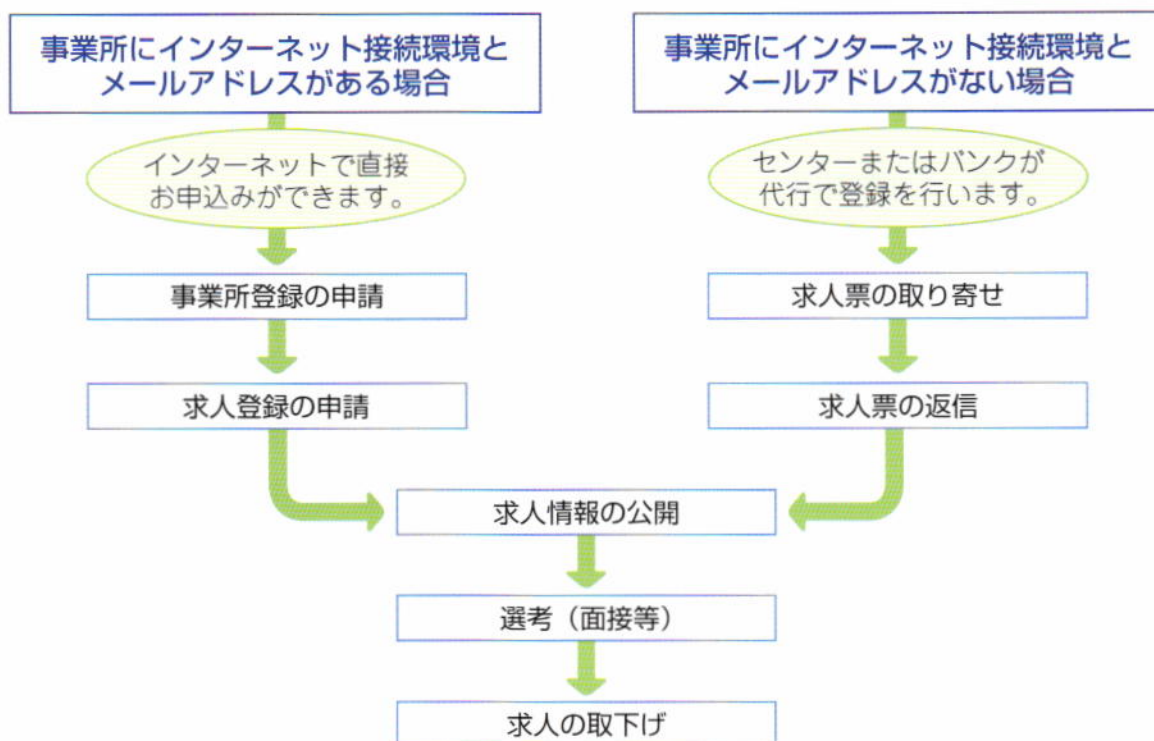 事業所にインターネット接続環境と
メールアドレスがある場合
インターネットで直接
お申込みができます。
事業所登録の申請
求人登録の申請
事業所にインターネット接続環境と
メールアドレスがない場合
センターまたはバンクが
代行で登録を行います。
求人票の取り寄せ
求人票の返信
求人情報の公開
選考（面接等）
求人の取下げ